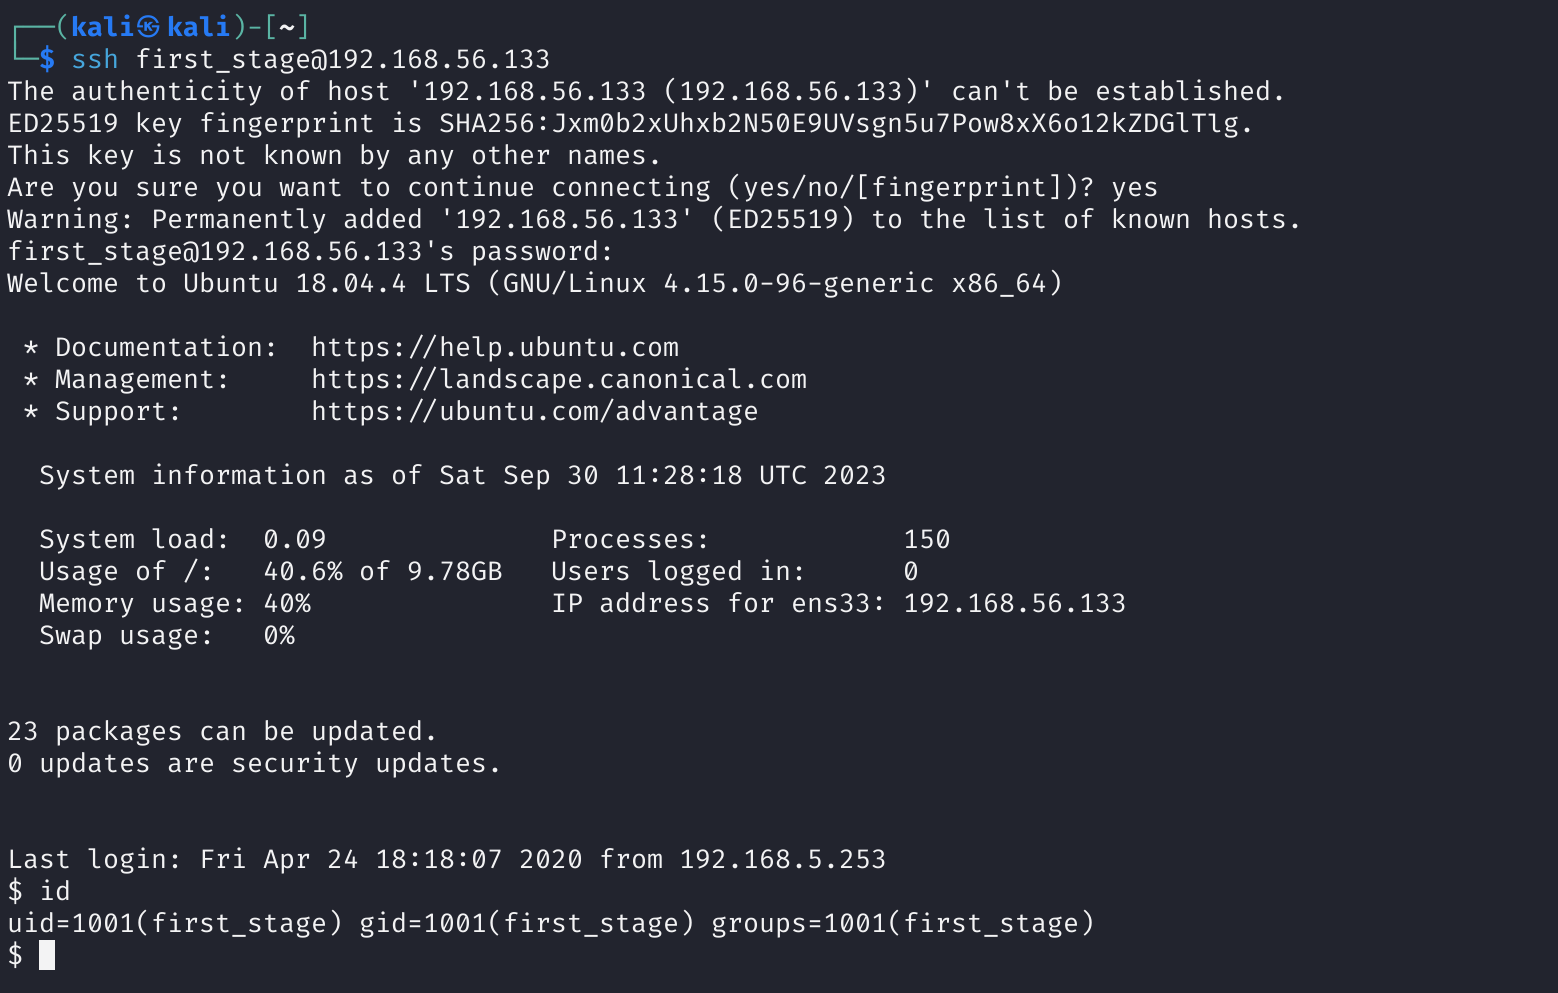 ┌──(kali㉿kali)-[~]
└─$ ssh first_stage@192.168.56.133
The authenticity of host '192.168.56.133 (192.168.56.133)' can't be established.
ED25519 key fingerprint is SHA256:Jxm0b2xUhxb2N50E9UVsgn5u7Pow8xX6o12kZDGlTlg.
This key is not known by any other names.
Are you sure you want to continue connecting (yes/no/[fingerprint])? yes
Warning: Permanently added '192.168.56.133' (ED25519) to the list of known hosts.
first_stage@192.168.56.133's password:
Welcome to Ubuntu 18.04.4 LTS (GNU/Linux 4.15.0-96-generic x86_64)

 * Documentation:  https://help.ubuntu.com
 * Management:     https://landscape.canonical.com
 * Support:        https://ubuntu.com/advantage

  System information as of Sat Sep 30 11:28:18 UTC 2023

  System load:  0.09              Processes:            150
  Usage of /:   40.6% of 9.78GB   Users logged in:      0
  Memory usage: 40%               IP address for ens33: 192.168.56.133
  Swap usage:   0%

23 packages can be updated.
0 updates are security updates.

Last login: Fri Apr 24 18:18:07 2020 from 192.168.5.253
$ id
uid=1001(first_stage) gid=1001(first_stage) groups=1001(first_stage)
$